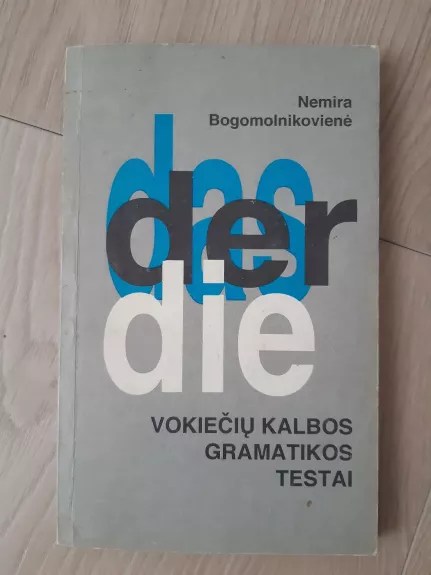 Nemira
Bogomolnikovienė
das
der
die
VOKIEČIŲ KALBOS
GRAMATIKOS
TESTAI